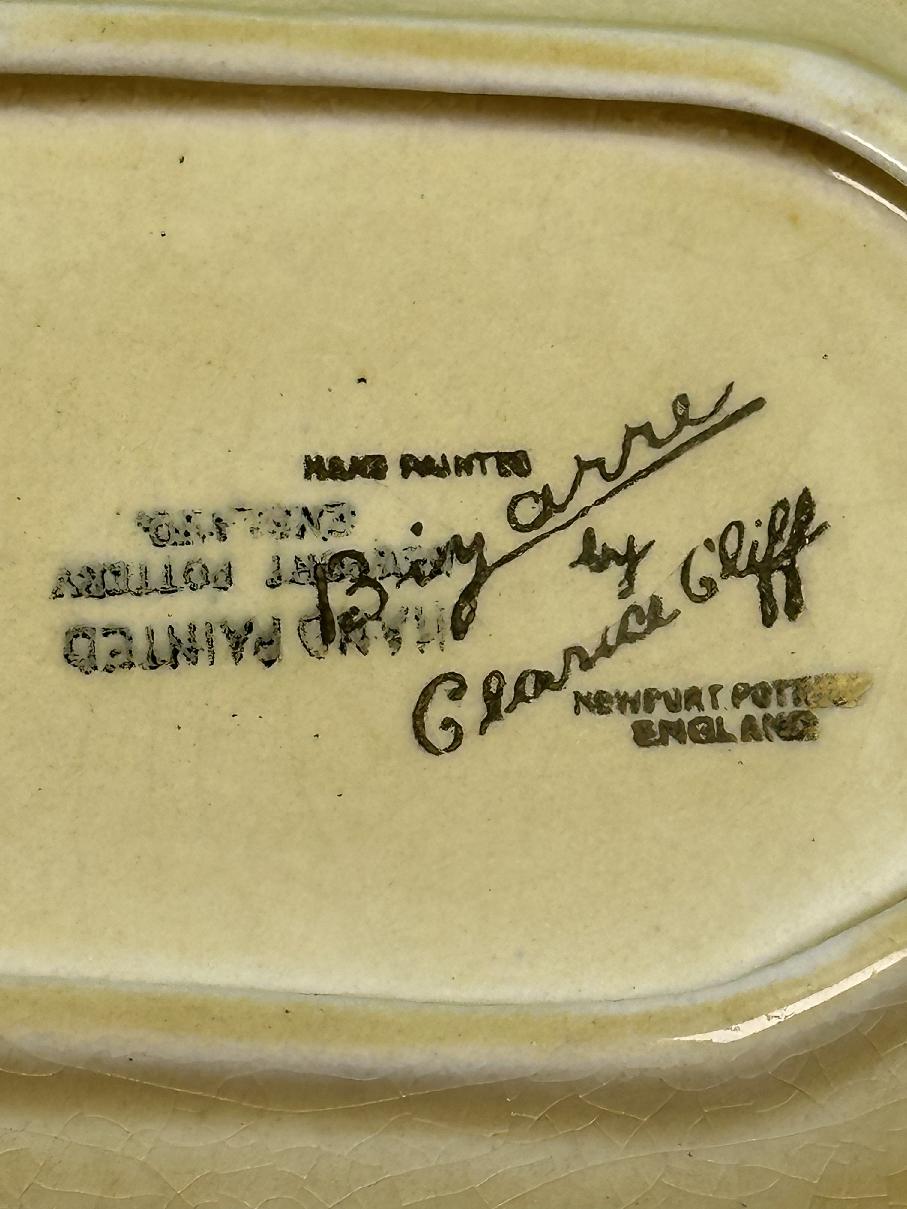 HAND PAINTED
Bizarre
by
Clarice Cliff
NEWPORT POTTERY
ENGLAND
HAND PAINTED
NEWPORT POTTERY
ENGLAND